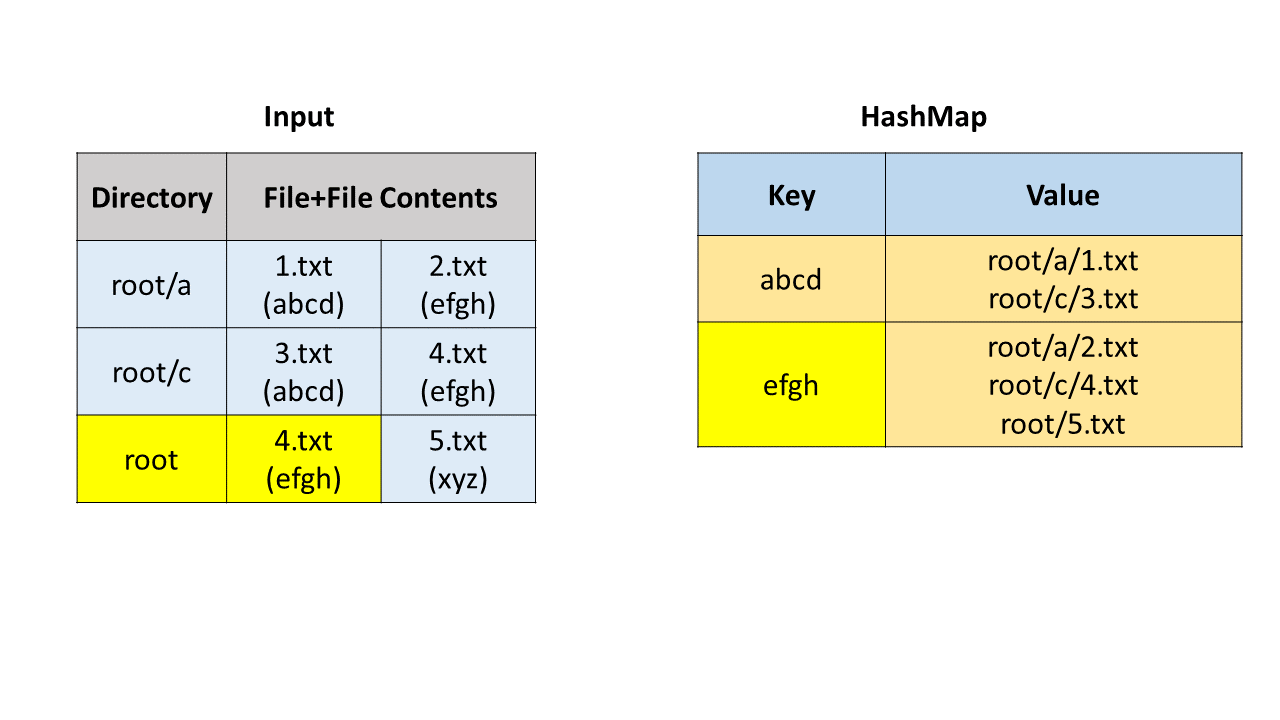 Input
Directory
File+File Contents
root/a
1.txt
(abcd)
2.txt
(efgh)
root/c
3.txt
(abcd)
4.txt
(efgh)
root
4.txt
(efgh)
5.txt
(xyz)
HashMap
Key
Value
abcd
root/a/1.txt
root/c/3.txt
efgh
root/a/2.txt
root/c/4.txt
root/5.txt